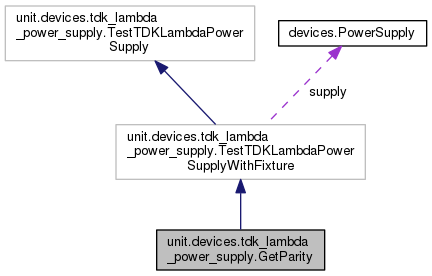 unit.devices.tdk_lambda
_power_supply.TestTDKLambdaPower
Supply
devices.PowerSupply
supply
unit.devices.tdk_lambda
_power_supply.TestTDKLambdaPower
SupplyWithFixture
unit.devices.tdk_lambda
_power_supply.GetParity